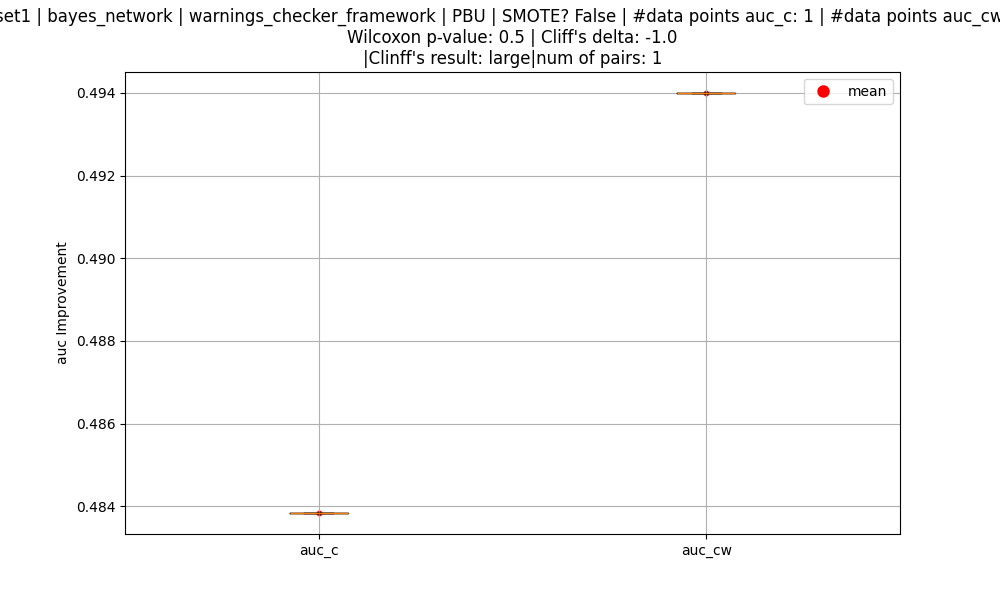 set1 | bayes_network | warnings_checker_framework | PBU | SMOTE? False | #data points auc_c: 1 | #data points auc_cw
Wilcoxon p-value: 0.5 | Cliff's delta: -1.0
|Clinff's result: large|num of pairs: 1
mean
0.494
0.492
0.490
0.488
0.486
0.484
auc Improvement
auc_c
auc_cw